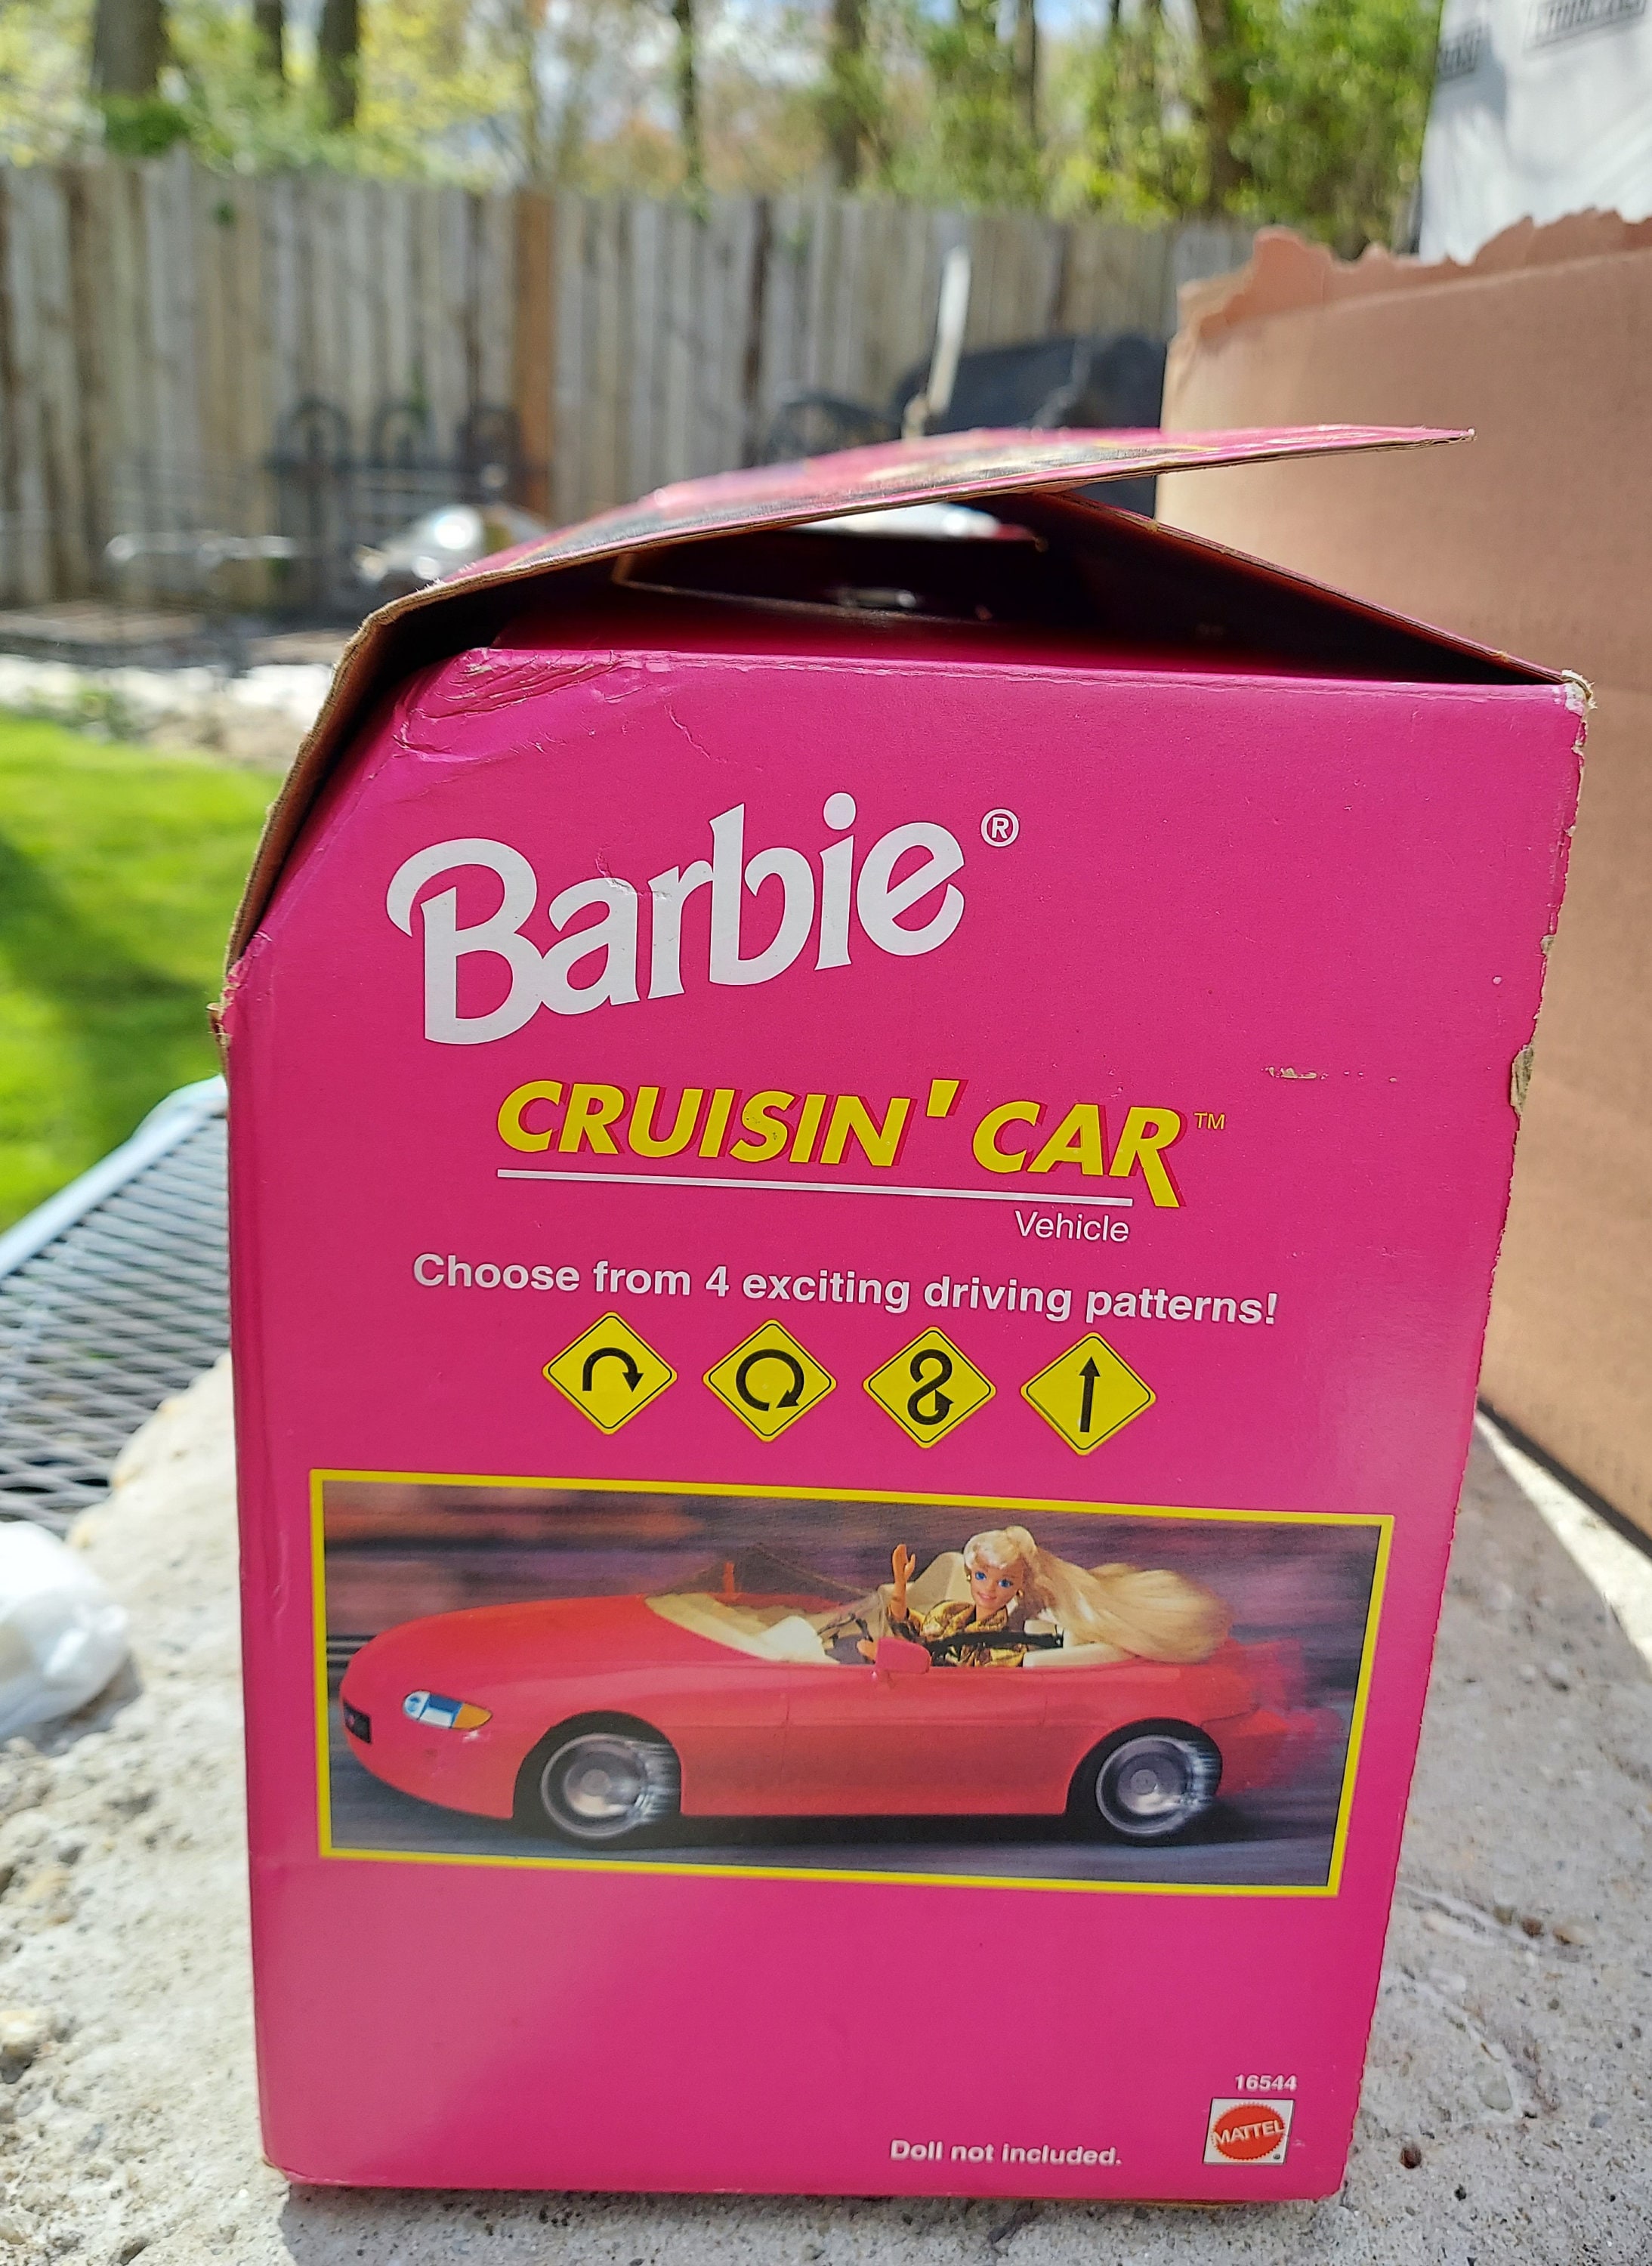 Barbie®
CRUISIN' CAR™
Vehicle
Choose from 4 exciting driving patterns!
16544
MATTEL
Doll not included.